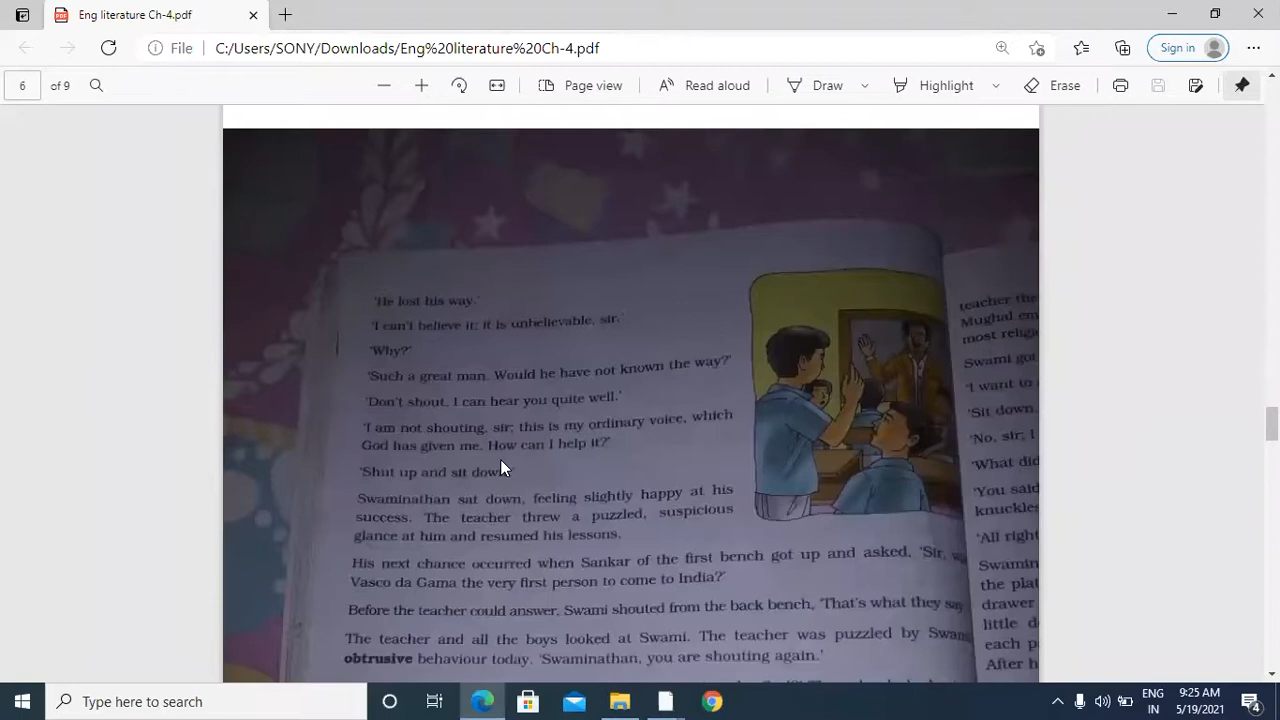 Eng literature Ch-4.pdf
File C:/Users/SONY/Downloads/Eng%20literature%20Ch-4.pdf
Sign in
6 of 9
Page view
Read aloud
Draw
Highlight
Erase
'He lost his way.'
'I can't believe it; it is unbelievable, sir.'
'Why?'
'Such a great man. Would he have not known the way?'
'Don't shout. I can hear you quite well.'
'I am not shouting, sir; this is my ordinary voice, which
God has given me. How can I help it?'
'Shut up and sit down
Swaminathan sat down, feeling slightly happy at his
success. The teacher threw a puzzled, suspicious
glance at him and resumed his lessons.
His next chance occurred when Sankar of the first bench got up and asked, 'Sir,
Vasco da Gama the very first person to come to India?'
Before the teacher could answer, Swami shouted from the back bench, 'That's what they say
The teacher and all the boys looked at Swami. The teacher was puzzled by Swam
obtrusive behaviour today. 'Swaminathan, you are shouting again.'
teacher the
Mughal em
most relig
Swami got
'I want to
'Sit down.
'No, sir; I
'What did
'You said
knuckles
'All right
Swamin
the pla
drawer
little d
each p
After h
Type here to search
ENG
IN
9:25 AM
5/19/2021
4